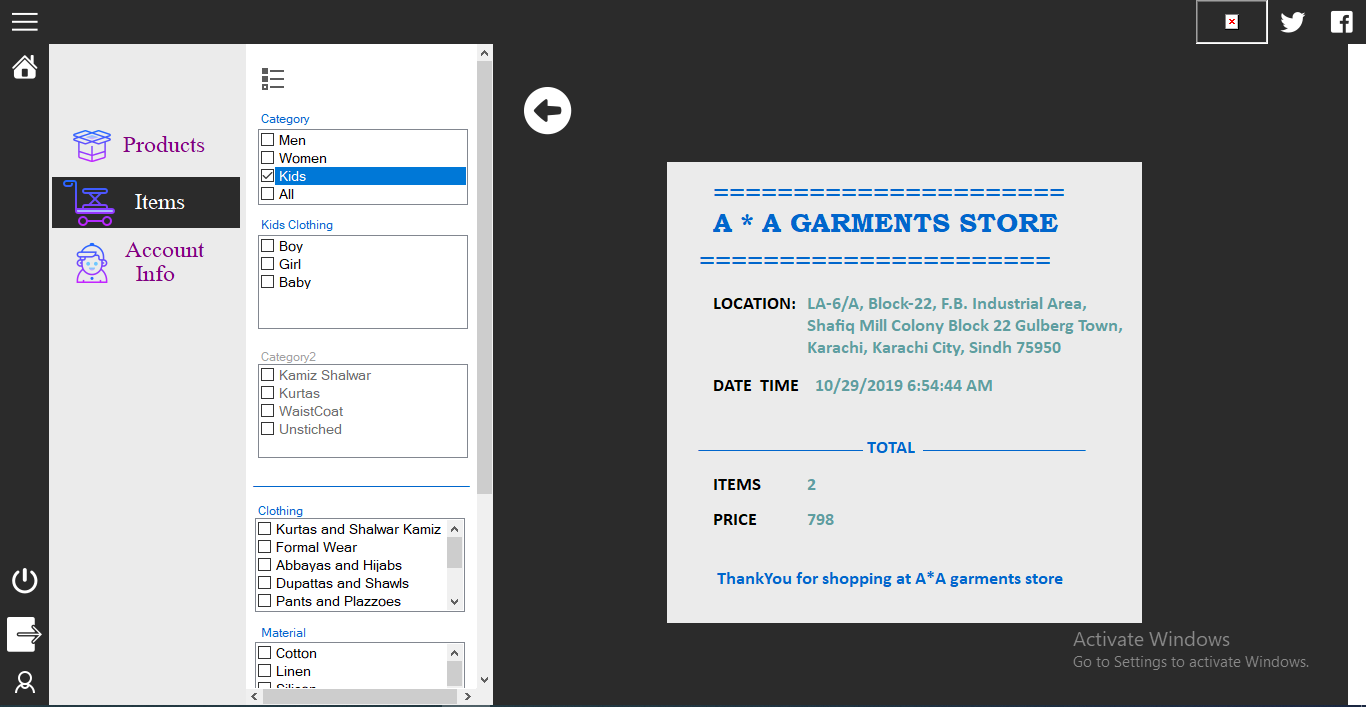 Products
Items
Account
Info
Category
Men
Women
Kids
All
Kids Clothing
Boy
Girl
Baby
Category2
Kamiz Shalwar
Kurtas
WaistCoat
Unstiched
Clothing
Kurtas and Shalwar Kamiz
Formal Wear
Abbayas and Hijabs
Dupattas and Shawls
Pants and Plazzoes
Material
Cotton
Linen
======================
A * A GARMENTS STORE
======================
LOCATION: LA-6/A, Block-22, F.B. Industrial Area,
Shafiq Mill Colony Block 22 Gulberg Town,
Karachi, Karachi City, Sindh 75950
DATE TIME 10/29/2019 6:54:44 AM
TOTAL
ITEMS 2
PRICE 798
ThankYou for shopping at A*A garments store
Activate Windows
Go to Settings to activate Windows.